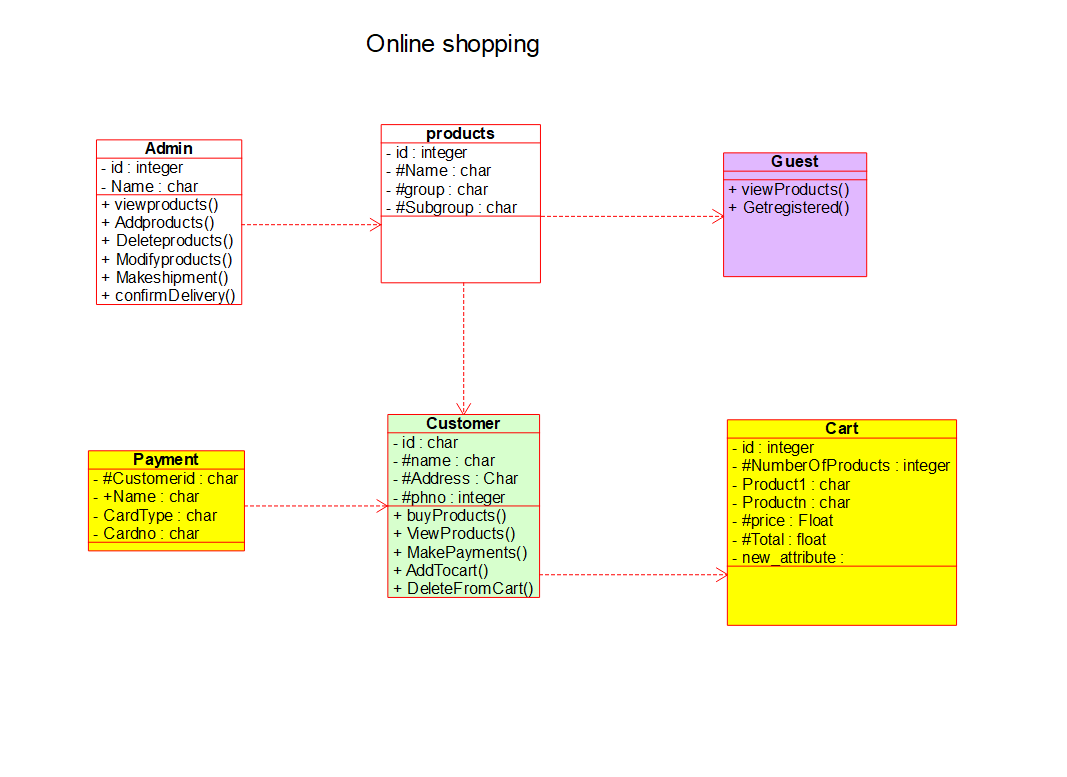 Online shopping
Admin
- id : integer
- Name : char
+ viewproducts()
+ Addproducts()
+ Deleteproducts()
+ Modifyproducts()
+ Makeshipment()
+ confirmDelivery()
products
- id : integer
- #Name : char
- #group : char
- #Subgroup : char
Guest
+ viewProducts()
+ Getregistered()
Payment
- #Customerid : char
- +Name : char
- CardType : char
- Cardno : char
Customer
- id : char
- #name : char
- #Address : Char
- #phno : integer
+ buyProducts()
+ ViewProducts()
+ MakePayments()
+ AddTocart()
+ DeleteFromCart()
Cart
- id : integer
- #NumberOfProducts : integer
- Product1 : char
- Productn : char
- #price : Float
- #Total : float
- new_attribute :